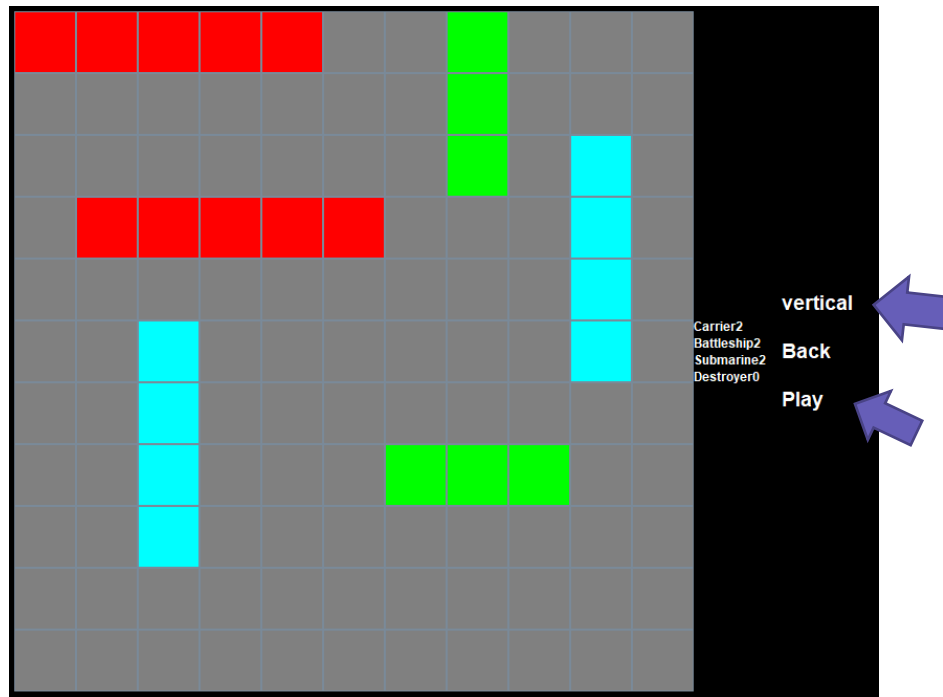 vertical
Carrier2
Battleship2
Back
Submarine2
Destroyer0
Play